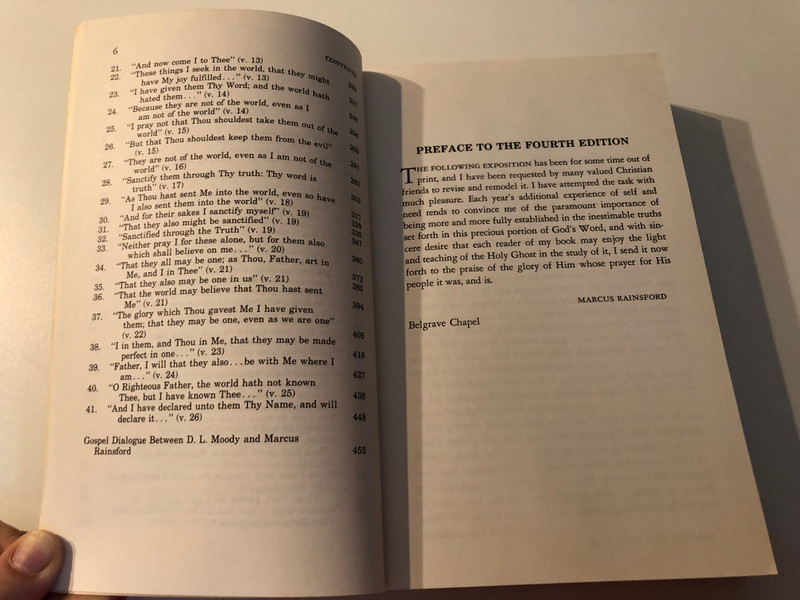 6
CONTENTS
21. "And now come I to Thee" (v. 13)
22. "These things I seek in the world, that they might
have My joy fulfilled . . ." (v. 13)
23. "I have given them Thy Word; and the world hath
hated them . . ." (v. 14)
24. "Because they are not of the world, even as I
am not of the world" (v. 14)
25. "I pray not that Thou shouldest take them out of the
world" (v. 15)
26. "But that Thou shouldest keep them from the evil"
(v. 15)
27. "They are not of the world, even as I am not of the
world" (v. 16)
28. "Sanctify them through Thy truth: Thy word is
truth" (v. 17)
29. "As Thou hast sent Me into the world, even so have
I also sent them into the world" (v. 18)
30. "And for their sakes I sanctify myself" (v. 19) 317
31. "That they also might be sanctified" (v. 19)
32. "Sanctified through the Truth" (v. 19)
33. "Neither pray I for these alone, but for them also
which shall believe on me . . ." (v. 20) 347
34. "That they all may be one; as Thou, Father, art in
Me, and I in Thee" (v. 21) 360
35. "That they also may be one in us" (v. 21) 372
36. "That the world may believe that Thou hast sent
Me" (v. 21) 385
37. "The glory which Thou gavest Me I have given
them; that they may be one, even as we are one"
(v. 22) 394
38. "I in them, and Thou in Me, that they may be made
perfect in one . . ." (v. 23) 405
39. "Father, I will that they also . . . be with Me where I
am . . ." (v. 24) 416
40. "O Righteous Father, the world hath not known
Thee, but I have known Thee . . ." (v. 25) 427
438
41. "And I have declared unto them Thy Name, and will
declare it . . ." (v. 26) 448
Gospel Dialogue Between D. L. Moody and Marcus
Rainsford 455
PREFACE TO THE FOURTH EDITION
THE FOLLOWING EXPOSITION has been for some time out of
print, and I have been requested by many valued Christian
friends to revise and remodel it. I have attempted the task with
much pleasure. Each year's additional experience of self and
need tends to convince me of the paramount importance of
being more and more fully established in the inestimable truths
set forth in this precious portion of God's Word, and with sin-
cere desire that each reader of my book may enjoy the light
and teaching of the Holy Ghost in the study of it, I send it now
forth to the praise of the glory of Him whose prayer for His
people it was, and is.
MARCUS RAINSFORD
Belgrave Chapel